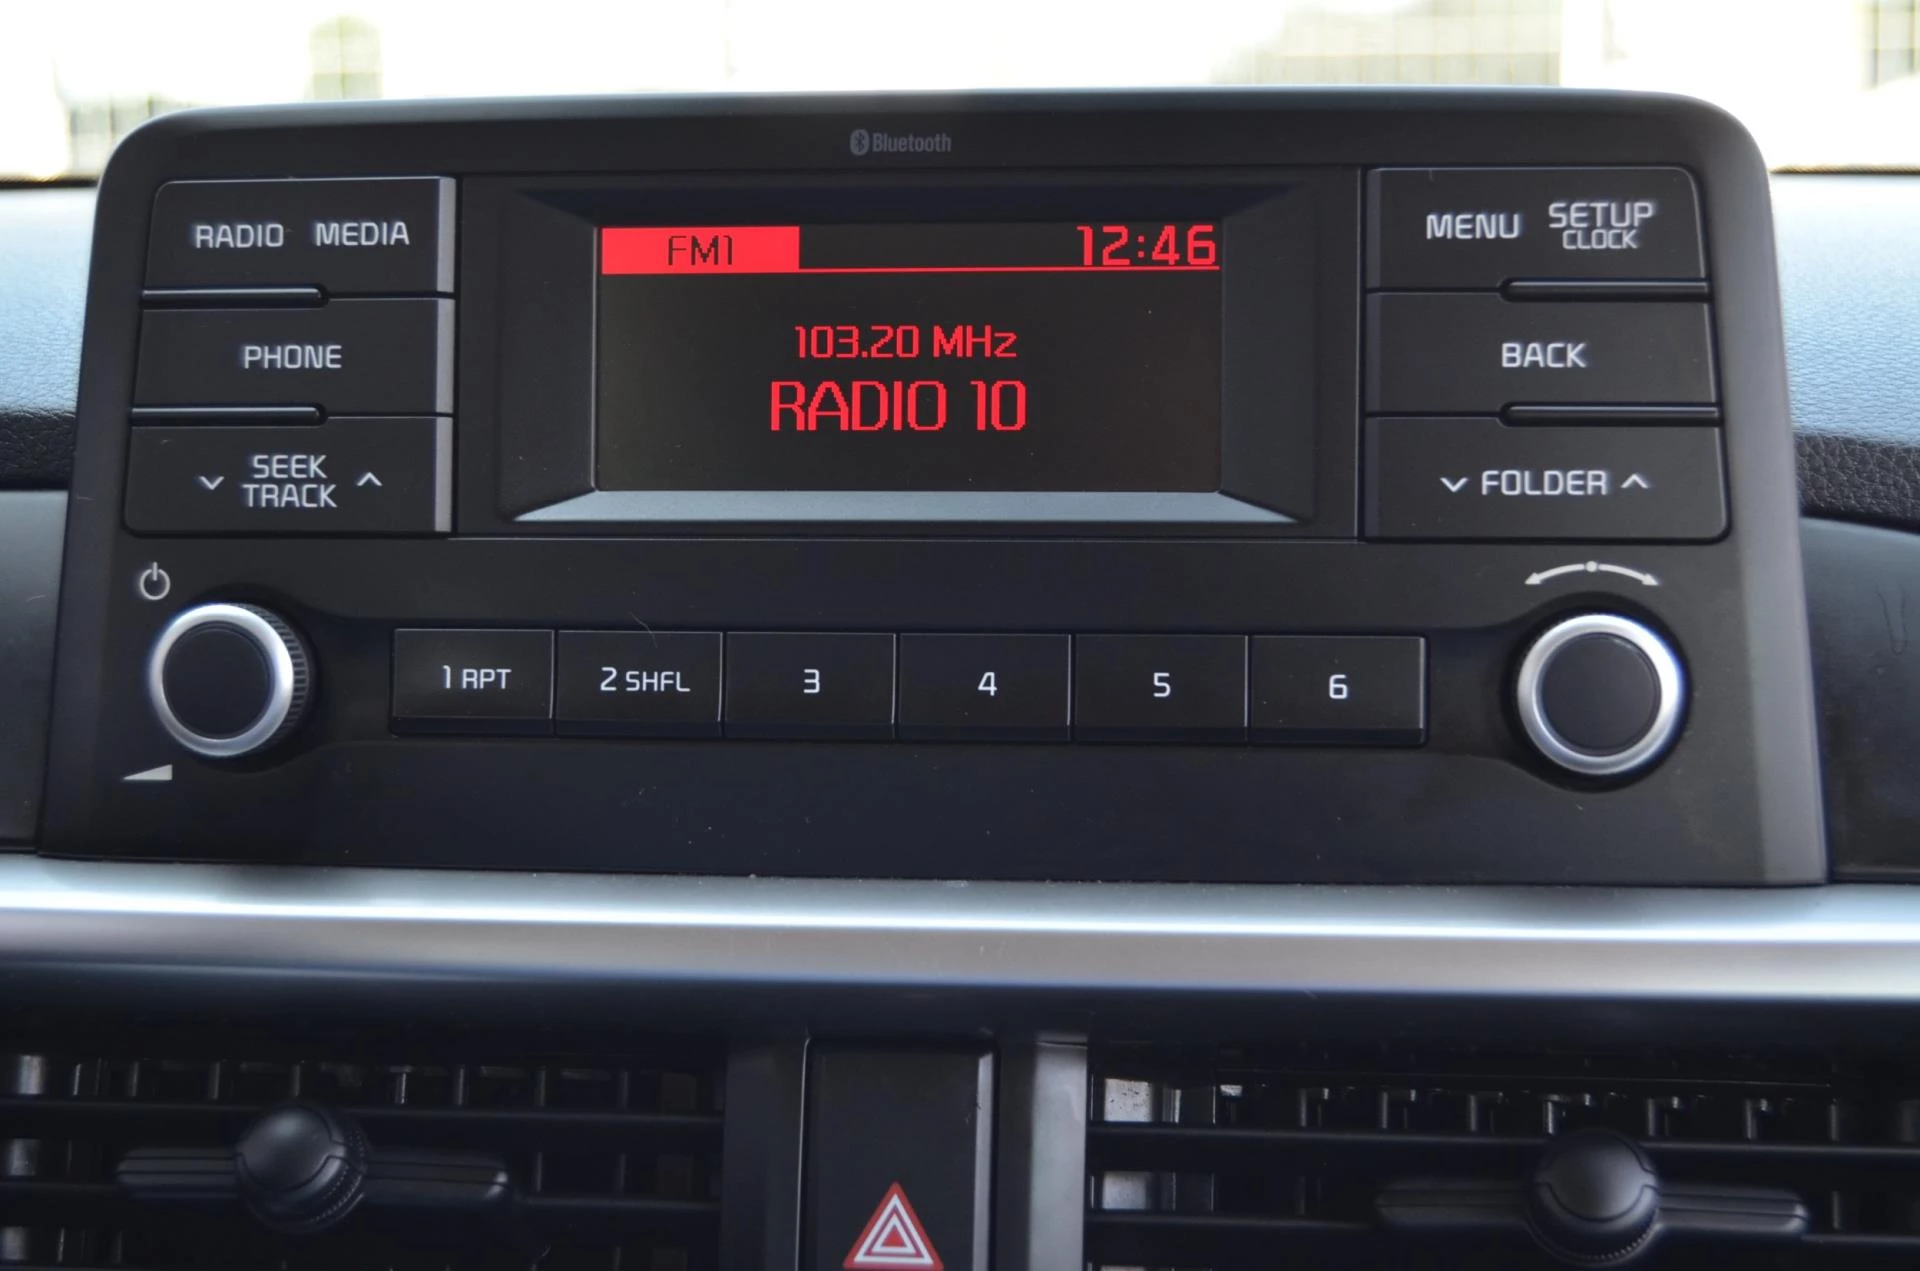 Bluetooth
RADIO MEDIA
PHONE
SEEK
TRACK
FM1 12:46
103.20 MHz
RADIO 10
MENU SETUP
CLOCK
BACK
FOLDER
1 RPT 2 SHFL 3 4 5 6